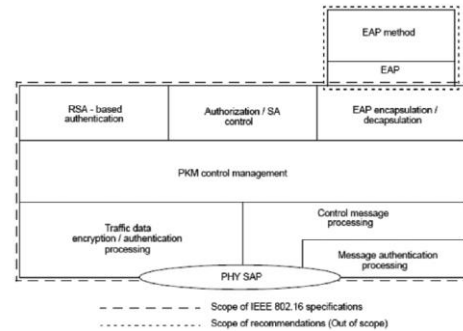 EAP method
EAP
RSA - based
authentication
Authorization / SA
control
EAP encapsulation /
decapsulation
PKM control management
Traffic data
encryption / authentication
processing
Control message
processing
Message authentication
processing
PHY SAP
Scope of IEEE 802.16 specifications
Scope of recommendations (Out of scope)